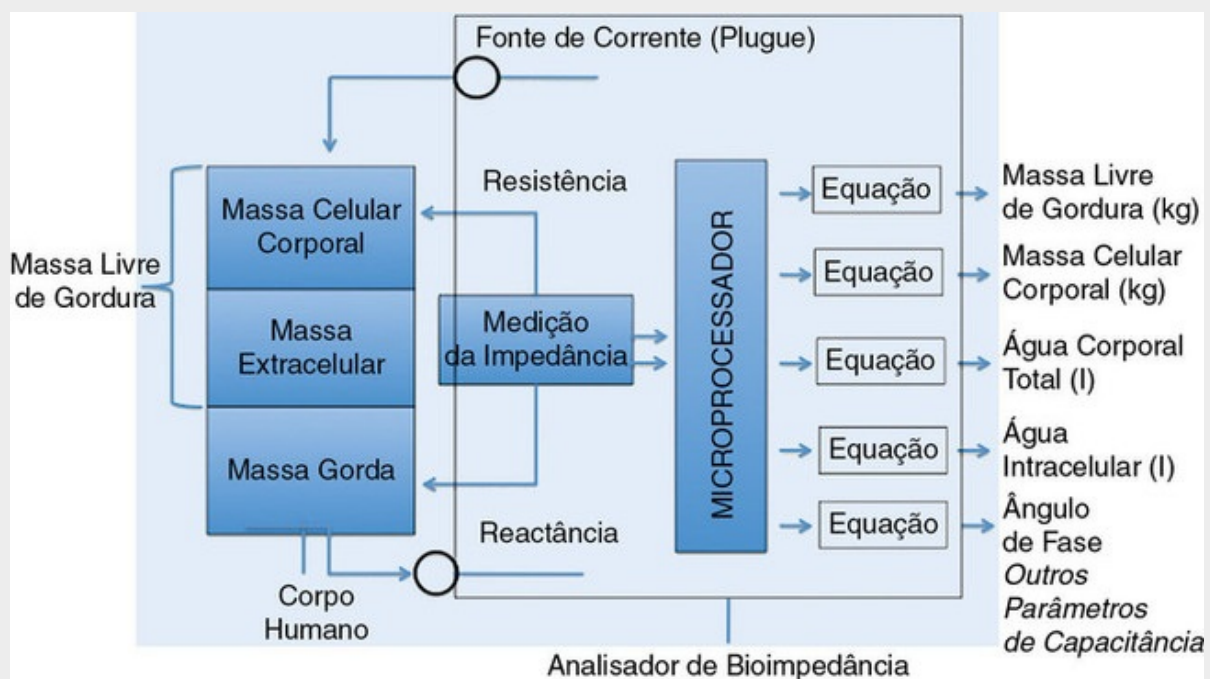 Fonte de Corrente (Plugue)
Resistência
Massa Celular
Corporal
Massa Livre
de Gordura
Massa
Extracelular
Massa Gorda
Corpo
Humano
Medição
da Impedância
Reactância
MICROPROCESSADOR
Equação
Massa Livre
de Gordura (kg)
Equação
Massa Celular
Corporal (kg)
Equação
Água Corporal
Total (l)
Equação
Água
Intracelular (l)
Equação
Ângulo
de Fase
Outros
Parâmetros
de Capacitância
Analisador de Bioimpedância